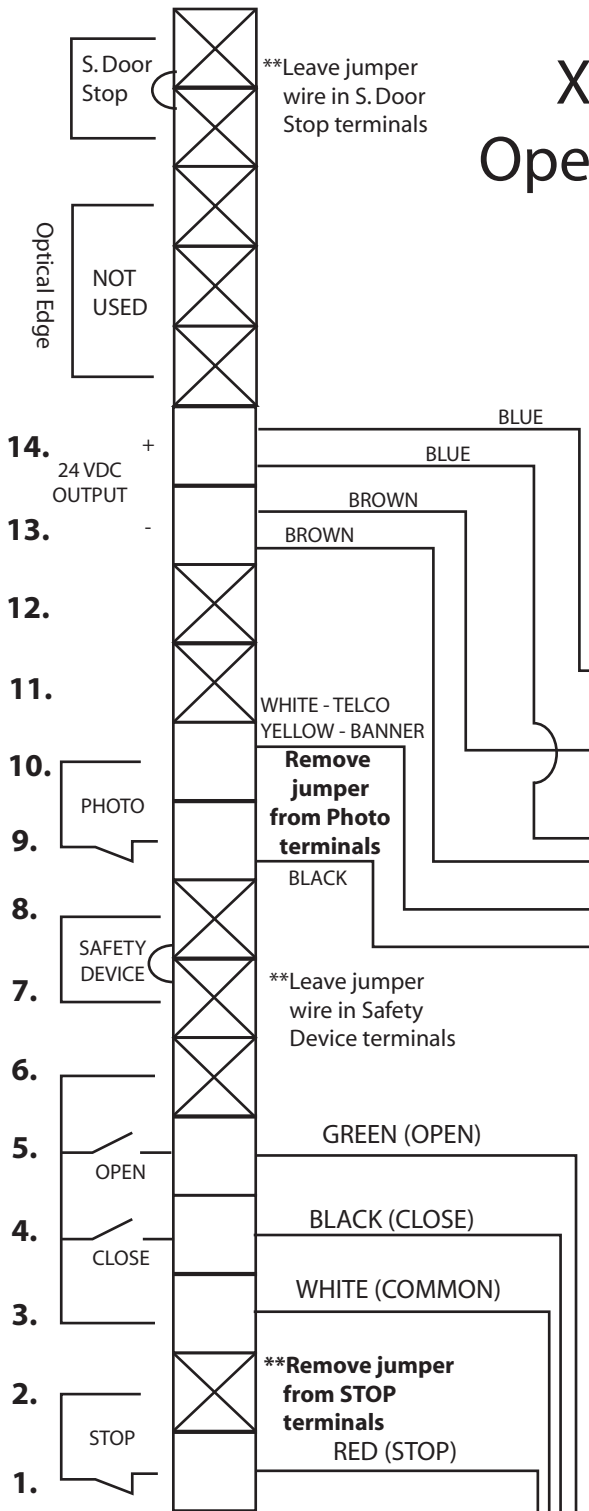 S. Door
Stop
**Leave jumper
wire in S. Door
Stop terminals
X
Ope
Optical Edge
NOT
USED
BLUE
14. +
BLUE
24 VDC
OUTPUT
BROWN
13. -
BROWN
12.
11.
WHITE - TELCO
YELLOW - BANNER
10.
Remove
jumper
from Photo
terminals
PHOTO
9.
BLACK
8.
SAFETY
DEVICE
7.
**Leave jumper
wire in Safety
Device terminals
6.
GREEN (OPEN)
5.
OPEN
BLACK (CLOSE)
4.
CLOSE
WHITE (COMMON)
3.
**Remove jumper
from STOP
terminals
2.
STOP
RED (STOP)
1.